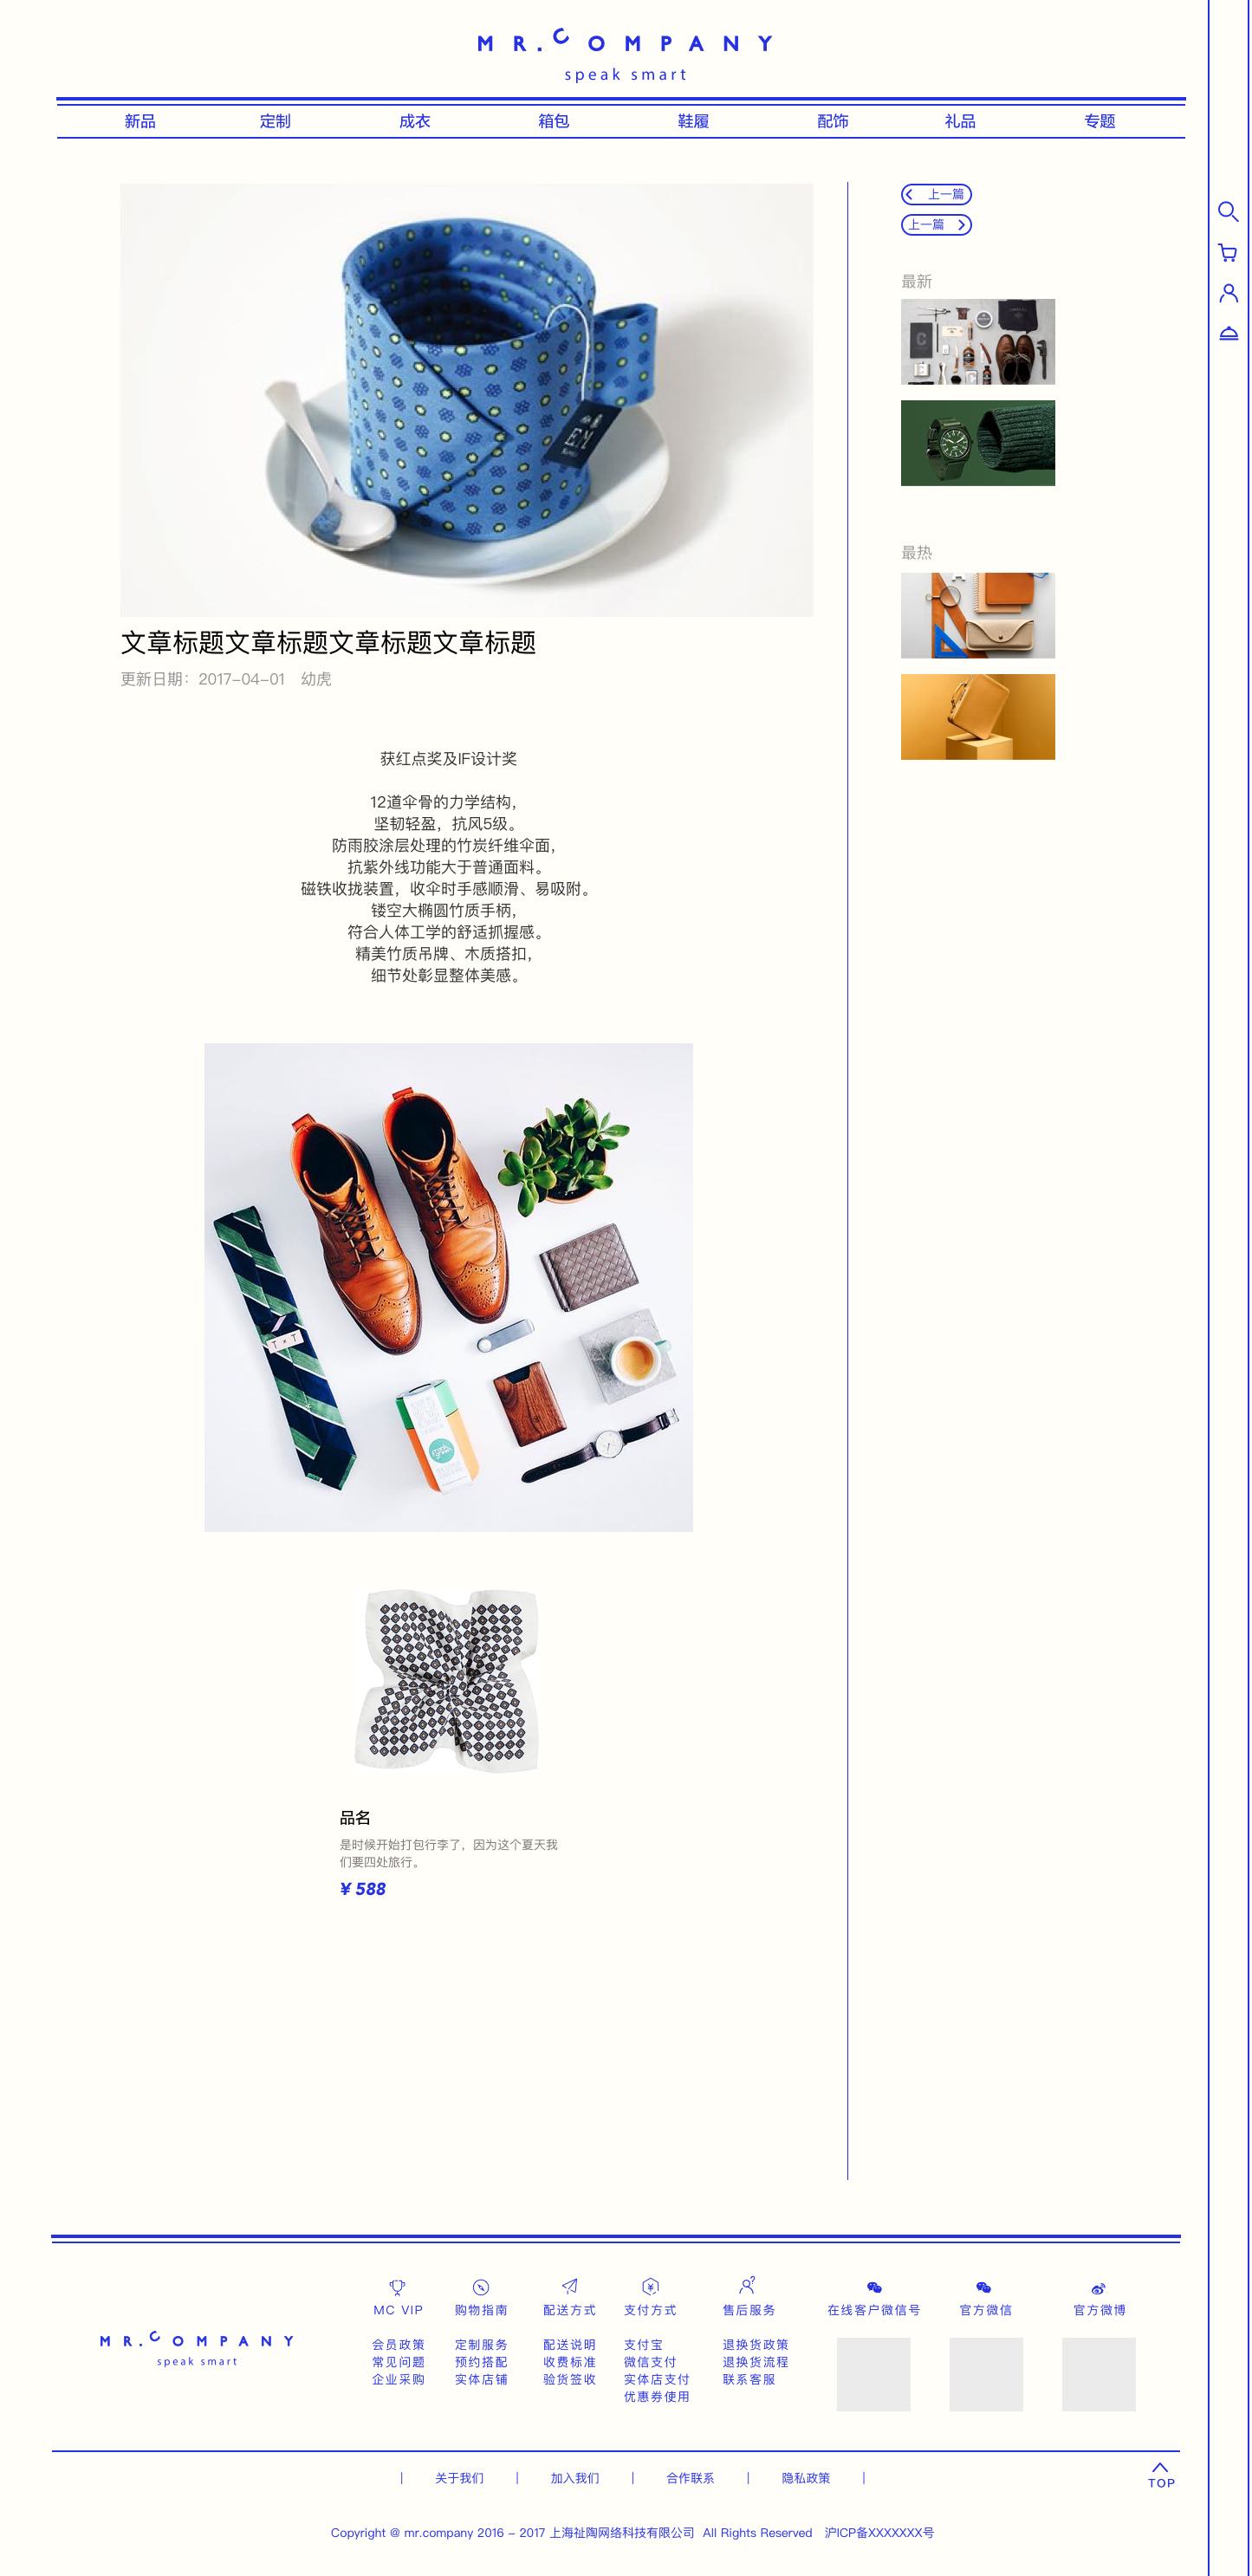 MR.COMPANY
speak smart
新品 定制 成衣 箱包 鞋履 配饰 礼品 专题
上一篇
上一篇
最新
EM
最热
文章标题文章标题文章标题文章标题
更新日期：2017-04-01 幼虎
获红点奖及IF设计奖
12道伞骨的力学结构，
坚韧轻盈，抗风5级。
防雨胶涂层处理的竹炭纤维伞面，
抗紫外线功能大于普通面料。
磁铁收拢装置，收伞时手感顺滑、易吸附。
镂空大椭圆竹质手柄，
符合人体工学的舒适抓握感。
精美竹质吊牌、木质搭扣，
细节处彰显整体美感。
品名
是时候开始打包行李了，因为这个夏天我
们要四处旅行。
¥ 588
MR.COMPANY
speak smart
MC VIP 购物指南 配送方式 支付方式 售后服务 在线客户微信号 官方微信 官方微博
会员政策 定制服务 配送说明 支付宝 退换货政策
常见问题 预约搭配 收费标准 微信支付 退换货流程
企业采购 实体店铺 验货签收 实体店支付 联系客服
优惠券使用
| 关于我们 | 加入我们 | 合作联系 | 隐私政策 |
TOP
Copyright @ mr.company 2016 - 2017 上海祉陶网络科技有限公司 All Rights Reserved 沪ICP备XXXXXXX号